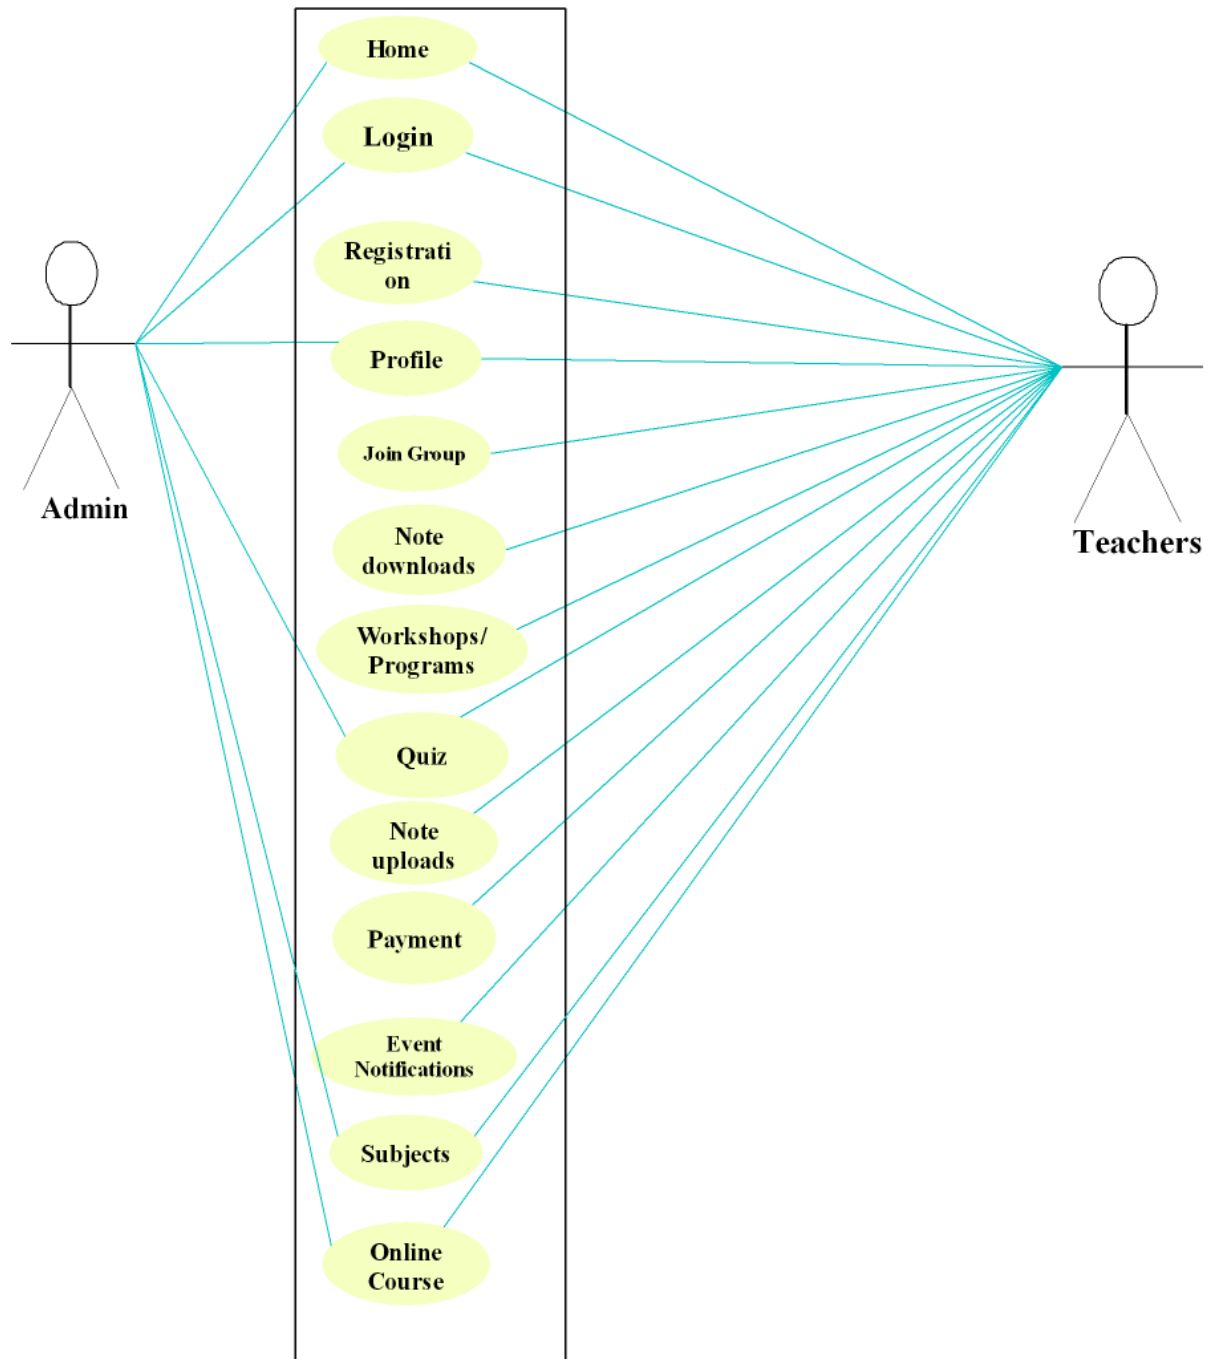 Home
Login
Registrati
on
Profile
Join Group
Admin
Note
downloads
Teachers
Workshops/
Programs
Quiz
Note
uploads
Payment
Event
Notifications
Subjects
Online
Course